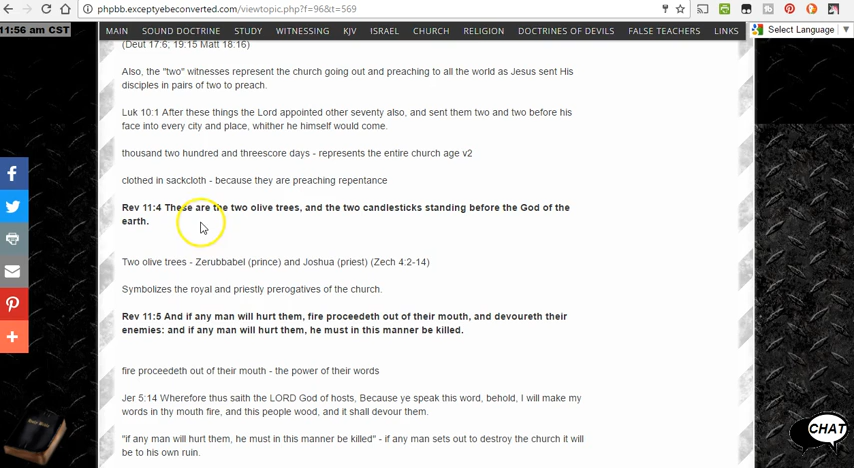 phpbb.exceptyebeconverted.com/viewtopic.php?f=96&t=569
11:56 am CST
MAIN SOUND DOCTRINE STUDY WITNESSING KJV ISRAEL CHURCH RELIGION DOCTRINES OF DEVILS FALSE TEACHERS LINKS
Select Language
(Deut 17:6; 19:15 Matt 18:16)
Also, the "two" witnesses represent the church going out and preaching to all the world as Jesus sent His
disciples in pairs of two to preach.
Luk 10:1 After these things the Lord appointed other seventy also, and sent them two and two before his
face into every city and place, whither he himself would come.
thousand two hundred and threescore days - represents the entire church age v2
clothed in sackcloth - because they are preaching repentance
Rev 11:4 These are the two olive trees, and the two candlesticks standing before the God of the
earth.
Two olive trees - Zerubbabel (prince) and Joshua (priest) (Zech 4:2-14)
Symbolizes the royal and priestly prerogatives of the church.
Rev 11:5 And if any man will hurt them, fire proceedeth out of their mouth, and devoureth their
enemies: and if any man will hurt them, he must in this manner be killed.
fire proceedeth out of their mouth - the power of their words
Jer 5:14 Wherefore thus saith the LORD God of hosts, Because ye speak this word, behold, I will make my
words in thy mouth fire, and this people wood, and it shall devour them.
"if any man will hurt them, he must in this manner be killed" - if any man sets out to destroy the church it will
be to his own ruin.
CHAT